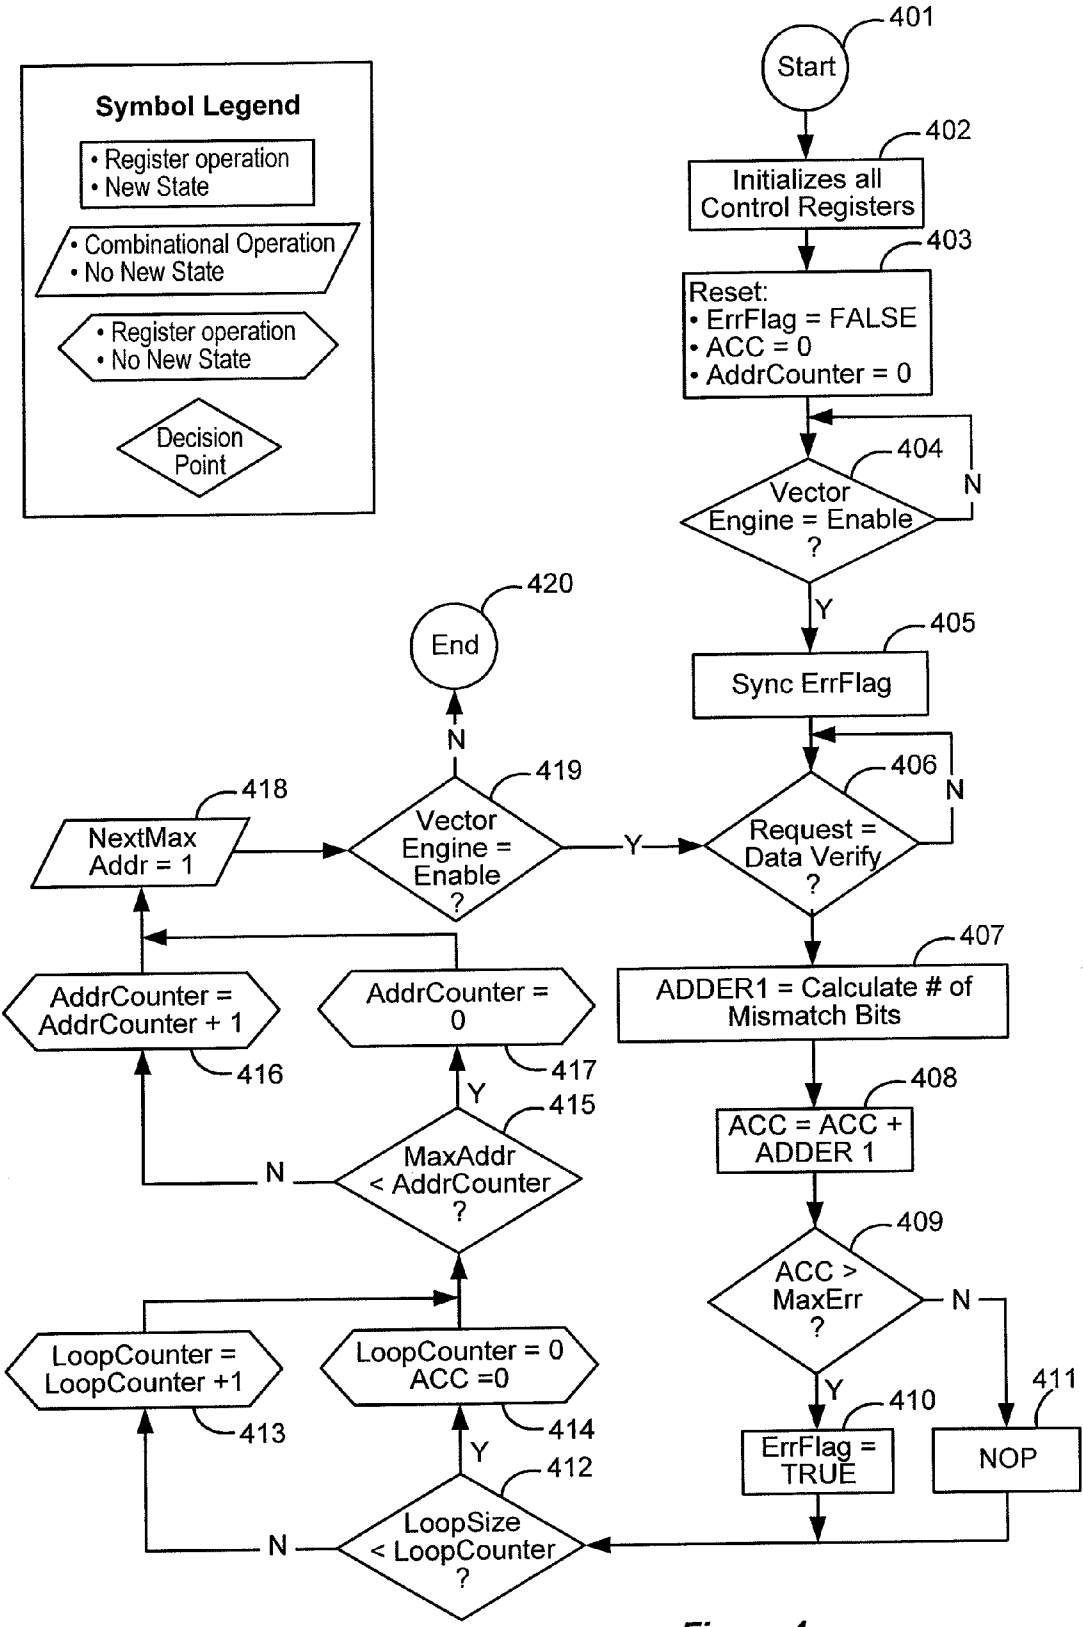 Symbol Legend
• Register operation
• New State
• Combinational Operation
• No New State
• Register operation
• No New State
Decision
Point
401
Start
402
Initializes all
Control Registers
403
Reset:
• ErrFlag = FALSE
• ACC = 0
• AddrCounter = 0
404
Vector
Engine = Enable
?
N
Y
405
Sync ErrFlag
406
Request =
Data Verify
?
N
407
ADDER1 = Calculate # of
Mismatch Bits
408
ACC = ACC +
ADDER 1
409
ACC >
MaxErr
?
N
Y
410
ErrFlag =
TRUE
411
NOP
412
LoopSize
< LoopCounter
?
N
Y
413
LoopCounter =
LoopCounter +1
414
LoopCounter = 0
ACC =0
415
MaxAddr
< AddrCounter
?
N
Y
416
AddrCounter =
AddrCounter + 1
417
AddrCounter =
0
418
NextMax
Addr = 1
419
Vector
Engine =
Enable
?
Y
N
420
End